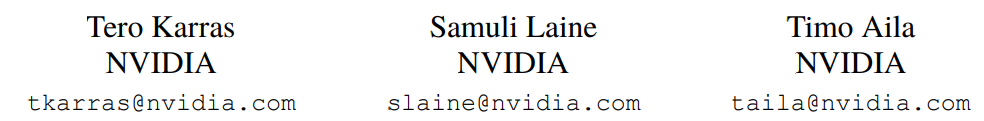 Tero Karras Samuli Laine Timo Aila
NVIDIA NVIDIA NVIDIA
tkarras@nvidia.com slaine@nvidia.com taila@nvidia.com